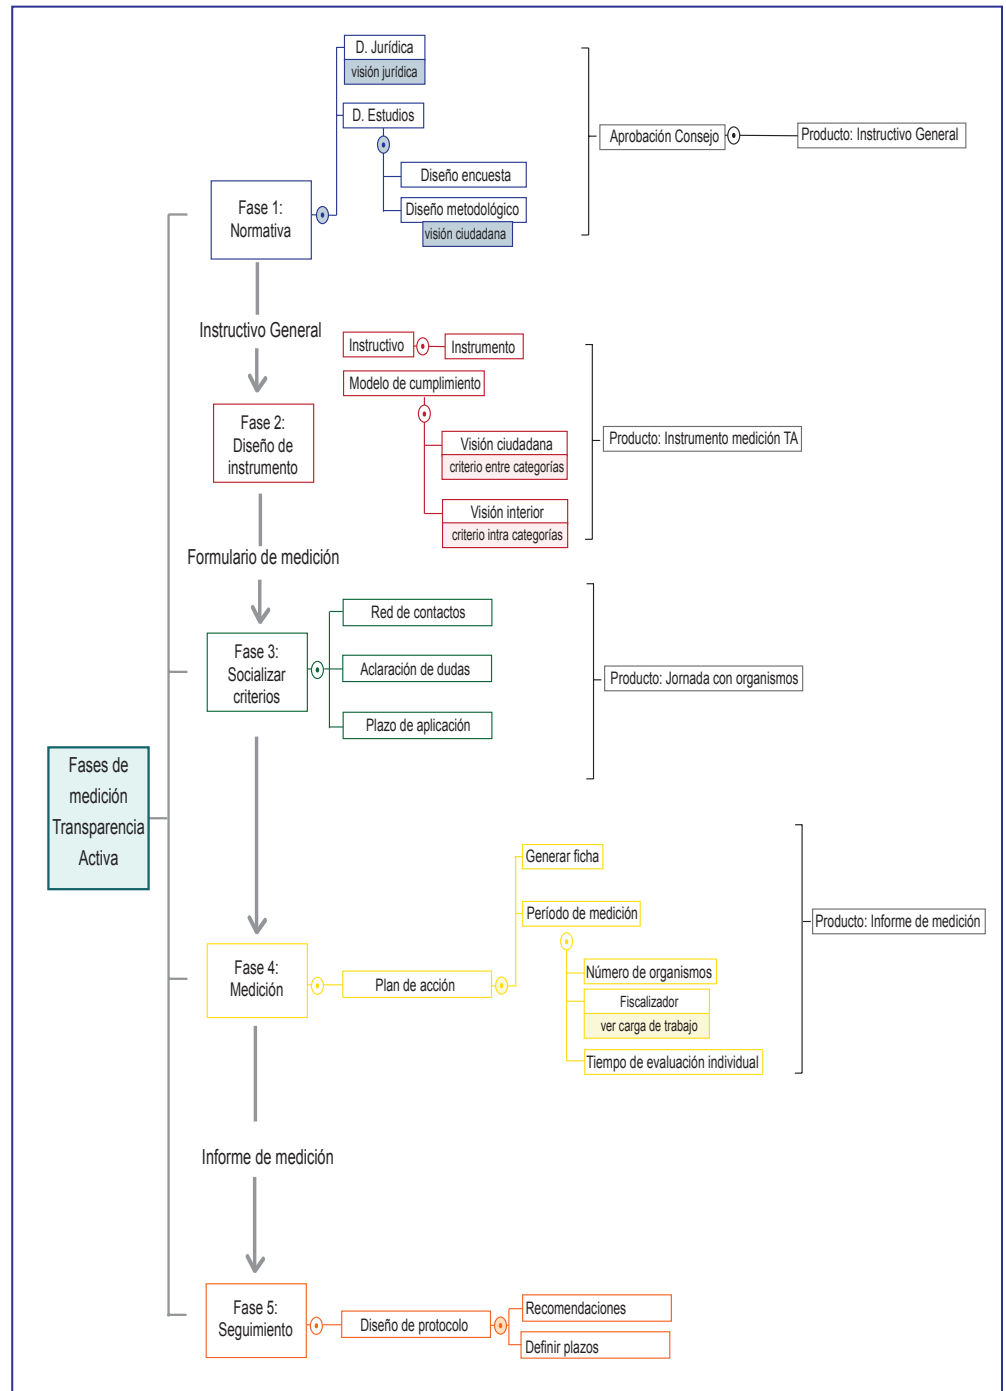 D. Jurídica
visión jurídica
D. Estudios
Diseño encuesta
Diseño metodológico
visión ciudadana
Aprobación Consejo
Producto: Instructivo General
Fase 1:
Normativa
Instructivo General
Instructivo
Instrumento
Modelo de cumplimiento
Visión ciudadana
criterio entre categorías
Visión interior
criterio intra categorías
Producto: Instrumento medición TA
Fase 2:
Diseño de
instrumento
Formulario de medición
Fase 3:
Socializar
criterios
Red de contactos
Aclaración de dudas
Plazo de aplicación
Producto: Jornada con organismos
Fases de
medición
Transparencia
Activa
Fase 4:
Medición
Plan de acción
Generar ficha
Período de medición
Número de organismos
Fiscalizador
ver carga de trabajo
Tiempo de evaluación individual
Producto: Informe de medición
Informe de medición
Fase 5:
Seguimiento
Diseño de protocolo
Recomendaciones
Definir plazos